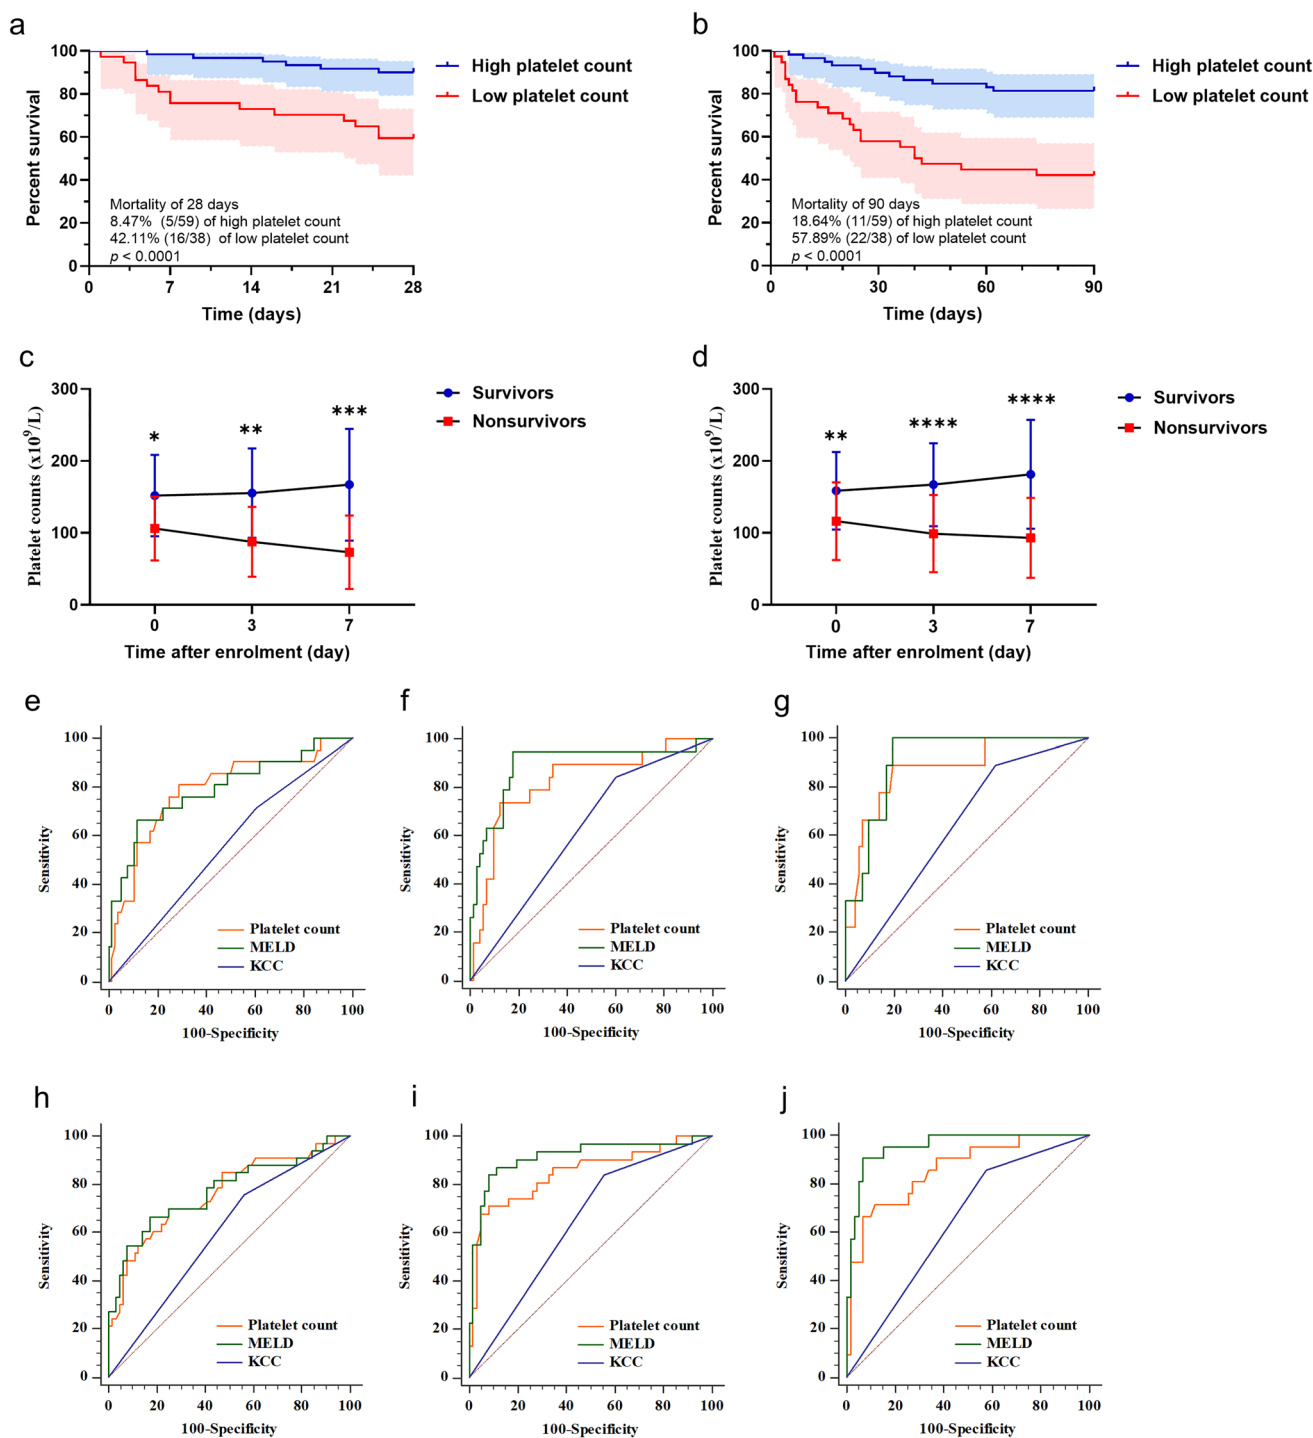 a
100
80
60
40
20
0
Percent survival
High platelet count
Low platelet count
Mortality of 28 days
8.47% (5/59) of high platelet count
42.11% (16/38) of low platelet count
p < 0.0001
0 7 14 21 28
Time (days)
b
100
80
60
40
20
0
Percent survival
High platelet count
Low platelet count
Mortality of 90 days
18.64% (11/59) of high platelet count
57.89% (22/38) of low platelet count
p < 0.0001
0 30 60 90
Time (days)
c
300
200
100
0
Platelet counts (x10⁹/L)
* ** ***
Survivors
Nonsurvivors
0 3 7
Time after enrolment (day)
d
300
200
100
0
Platelet counts (x10⁹/L)
** **** ****
Survivors
Nonsurvivors
0 3 7
Time after enrolment (day)
e
100
80
60
40
20
0
Sensitivity
Platelet count
MELD
KCC
0 20 40 60 80 100
100-Specificity
f
100
80
60
40
20
0
Sensitivity
Platelet count
MELD
KCC
0 20 40 60 80 100
100-Specificity
g
100
80
60
40
20
0
Sensitivity
Platelet count
MELD
KCC
0 20 40 60 80 100
100-Specificity
h
100
80
60
40
20
0
Sensitivity
Platelet count
MELD
KCC
0 20 40 60 80 100
100-Specificity
i
100
80
60
40
20
0
Sensitivity
Platelet count
MELD
KCC
0 20 40 60 80 100
100-Specificity
j
100
80
60
40
20
0
Sensitivity
Platelet count
MELD
KCC
0 20 40 60 80 100
100-Specificity